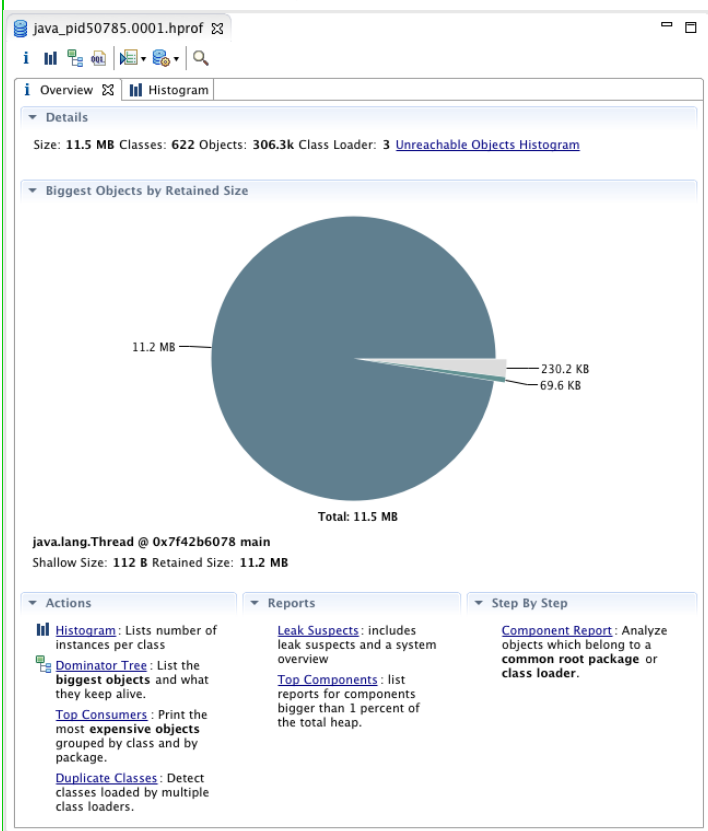 java_pid50785.0001.hprof
i OQL
i Overview Histogram
Details
Size: 11.5 MB Classes: 622 Objects: 306.3k Class Loader: 3 Unreachable Objects Histogram
Biggest Objects by Retained Size
11.2 MB
230.2 KB
69.6 KB
Total: 11.5 MB
java.lang.Thread @ 0x7f42b6078 main
Shallow Size: 112 B Retained Size: 11.2 MB
Actions
Histogram: Lists number of
instances per class
Dominator Tree: List the
biggest objects and what
they keep alive.
Top Consumers: Print the
most expensive objects
grouped by class and by
package.
Duplicate Classes: Detect
classes loaded by multiple
class loaders.
Reports
Leak Suspects: includes
leak suspects and a system
overview
Top Components: list
reports for components
bigger than 1 percent of
the total heap.
Step By Step
Component Report: Analyze
objects which belong to a
common root package or
class loader.